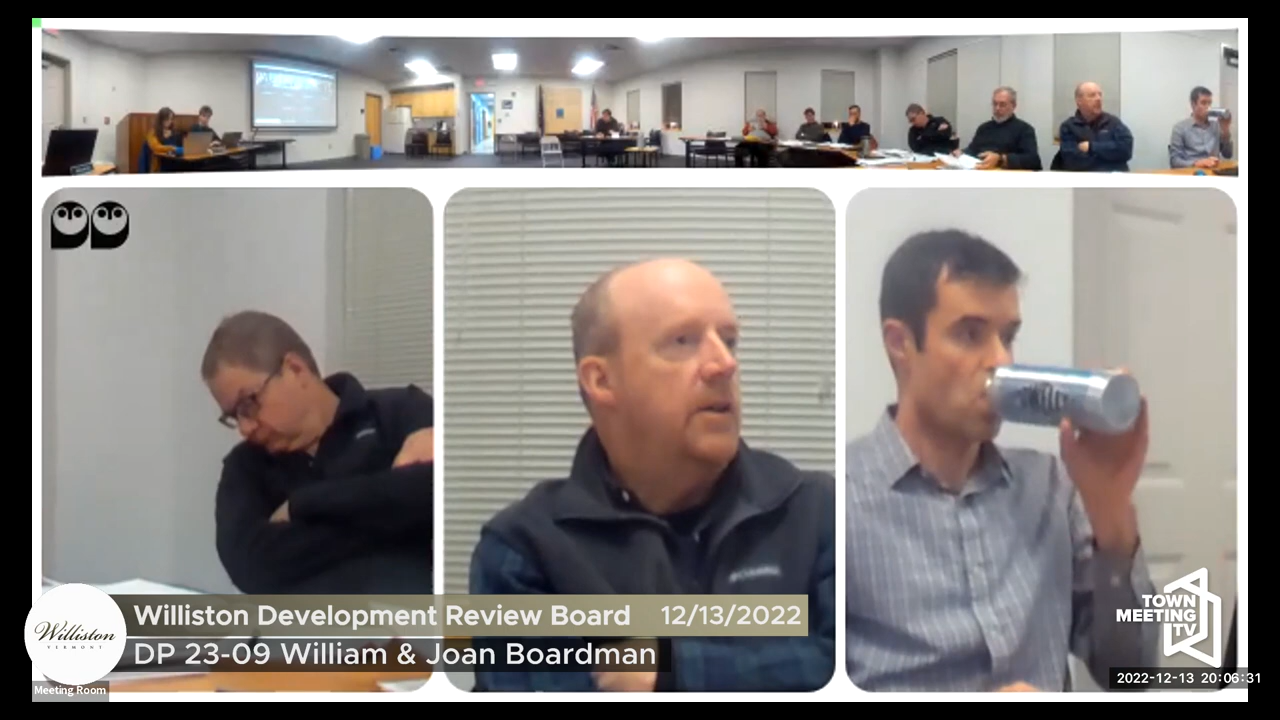 Williston
VERMONT
Williston Development Review Board 12/13/2022
DP 23-09 William & Joan Boardman
Meeting Room
TOWN
MEETING
TV
2022-12-13 20:06:31